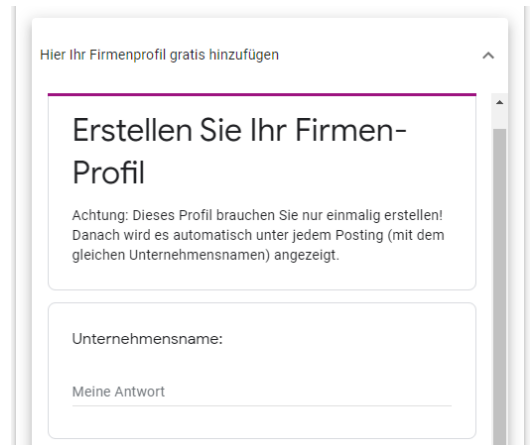 Hier Ihr Firmenprofil gratis hinzufügen
Erstellen Sie Ihr Firmen-
Profil
Achtung: Dieses Profil brauchen Sie nur einmalig erstellen!
Danach wird es automatisch unter jedem Posting (mit dem
gleichen Unternehmensnamen) angezeigt.
Unternehmensname:
Meine Antwort